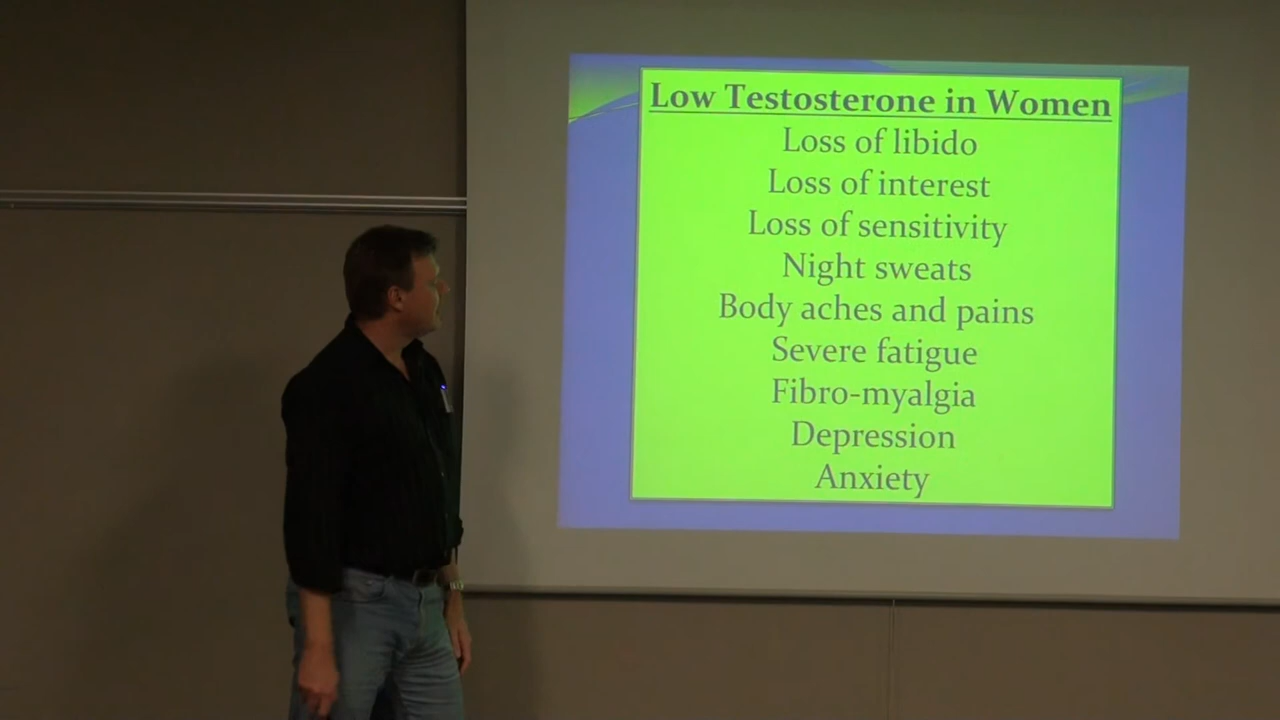 Low Testosterone in Women
Loss of libido
Loss of interest
Loss of sensitivity
Night sweats
Body aches and pains
Severe fatigue
Fibro-myalgia
Depression
Anxiety